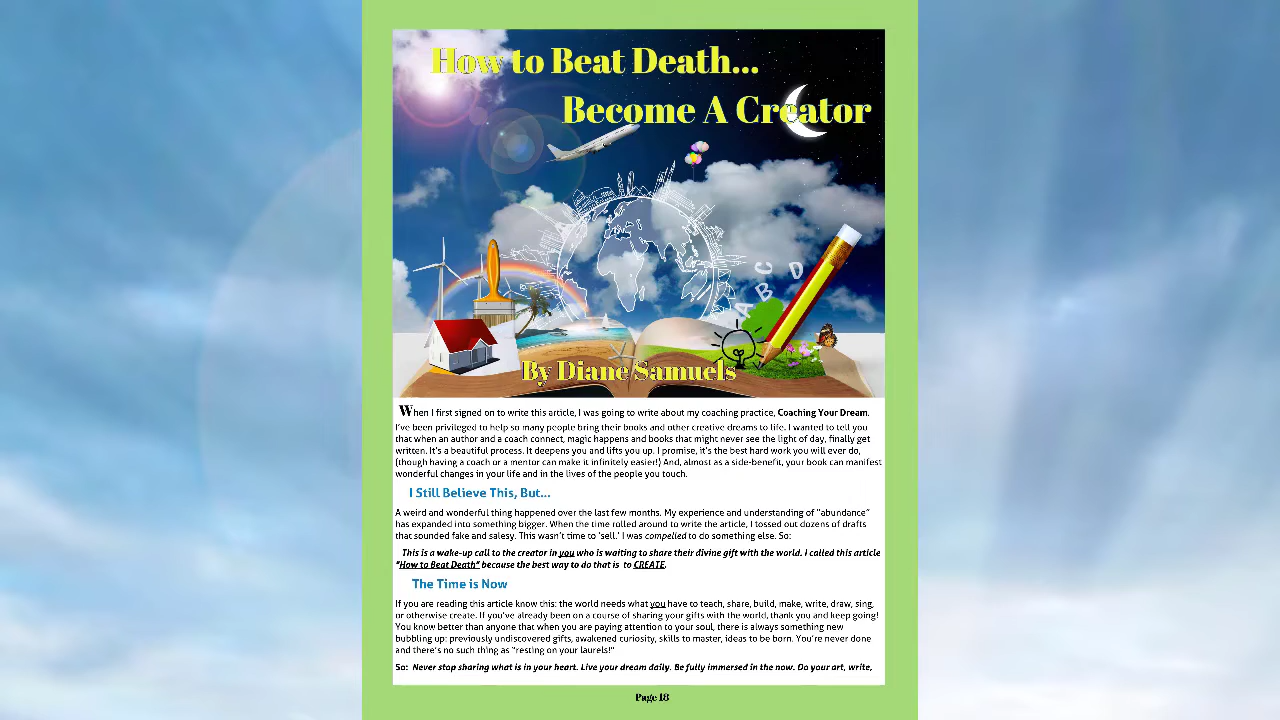 How to Beat Death...
Become A Creator
A B C D
By Diane Samuels
When I first signed on to write this article, I was going to write about my coaching practice, Coaching Your Dream.
I've been privileged to help so many people bring their books and other creative dreams to life. I wanted to tell you
that when an author and a coach connect, magic happens and books that might never see the light of day, finally get
written. It's a beautiful process. It deepens you and lifts you up. I promise, it's the best hard work you will ever do,
(though having a coach or a mentor can make it infinitely easier!) And, almost as a side-benefit, your book can manifest
wonderful changes in your life and in the lives of the people you touch.
I Still Believe This, But...
A weird and wonderful thing happened over the last few months. My experience and understanding of "abundance"
has expanded into something bigger. When the time rolled around to write the article, I tossed out dozens of drafts
that sounded fake and salesy. This wasn't time to 'sell.' I was compelled to do something else. So:
This is a wake-up call to the creator in you who is waiting to share their divine gift with the world. I called this article
"How to Beat Death" because the best way to do that is to CREATE.
The Time is Now
If you are reading this article know this: the world needs what you have to teach, share, build, make, write, draw, sing,
or otherwise create. If you've already been on a course of sharing your gifts with the world, thank you and keep going!
You know better than anyone that when you are paying attention to your soul, there is always something new
bubbling up: previously undiscovered gifts, awakened curiosity, skills to master, ideas to be born. You're never done
and there's no such thing as "resting on your laurels!"
So: Never stop sharing what is in your heart. Live your dream daily. Be fully immersed in the now. Do your art, write,
Page 18